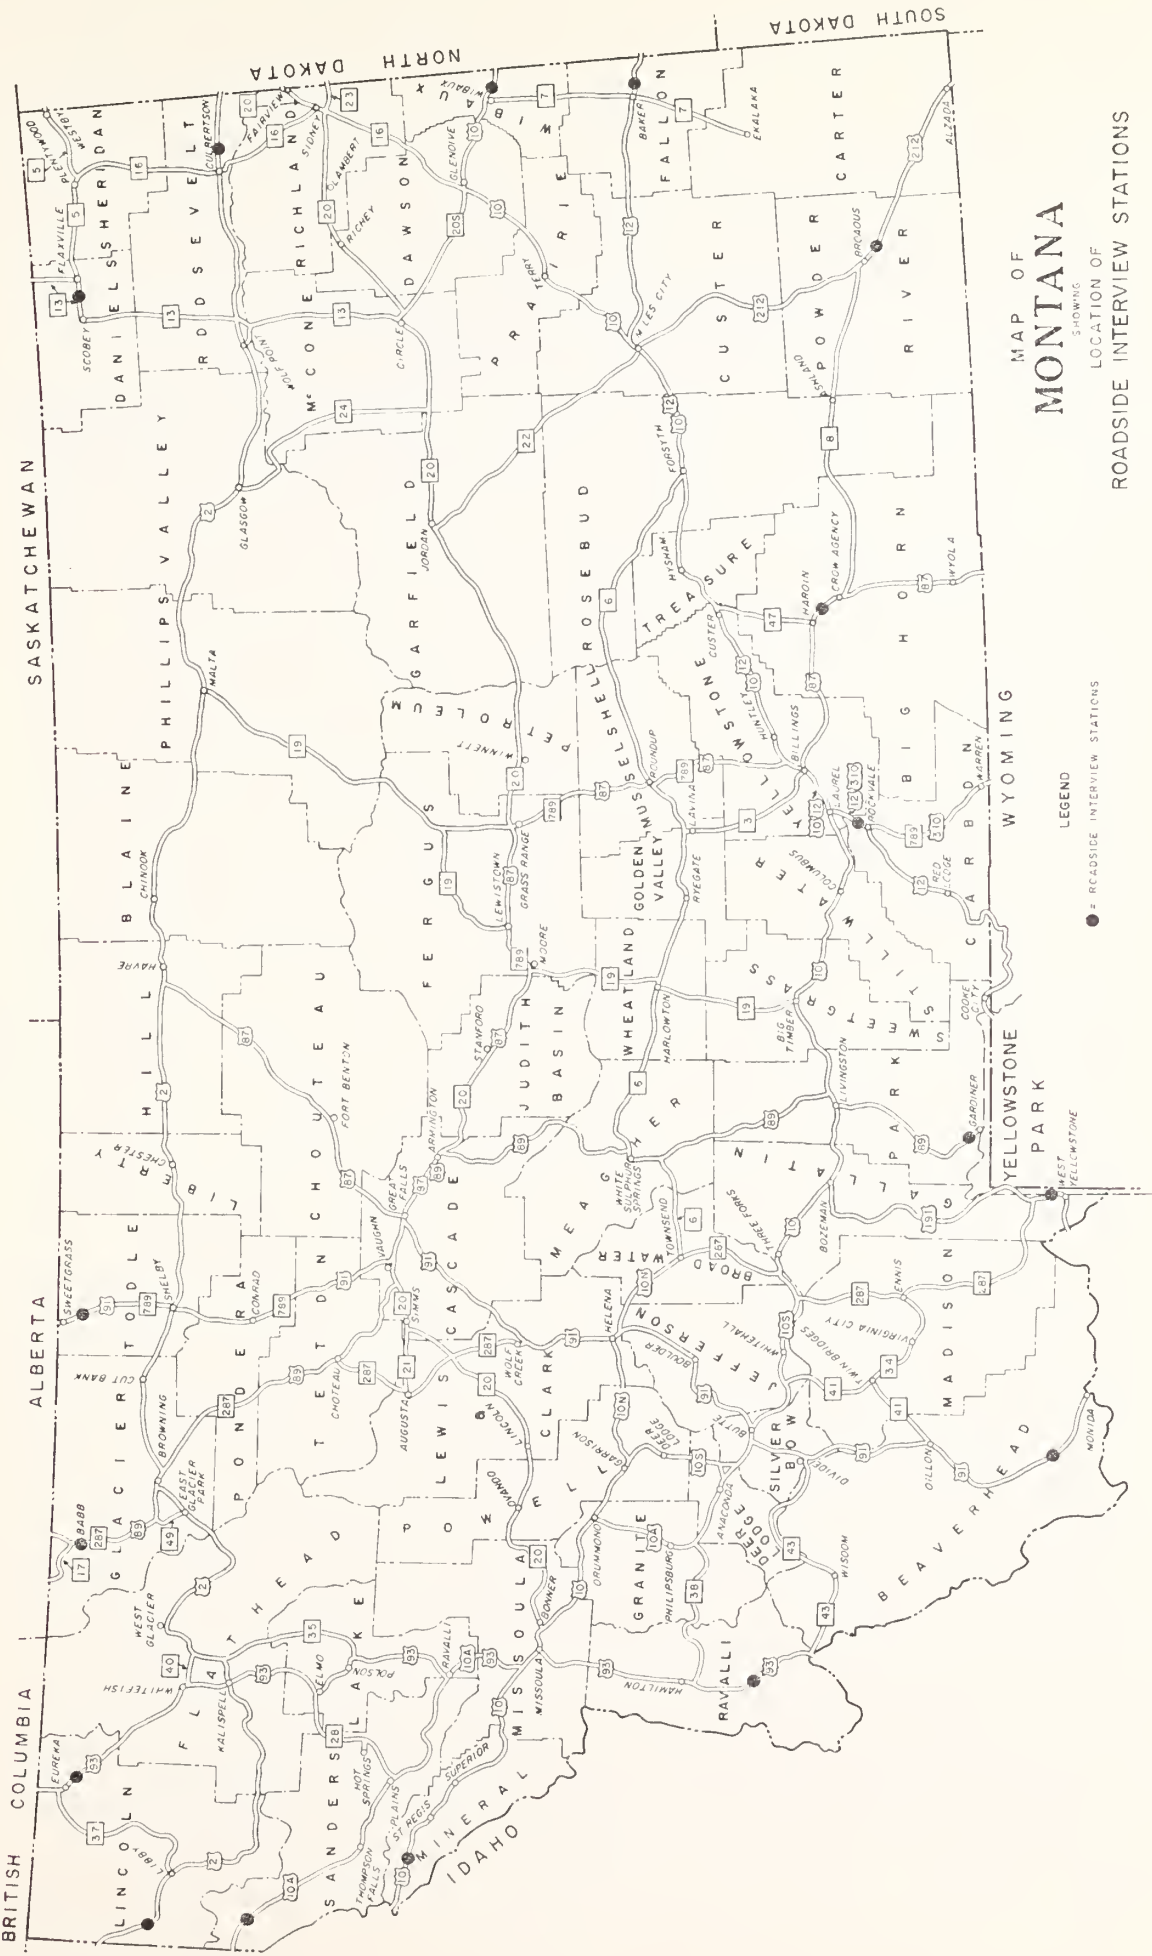 BRITISH COLUMBIA
ALBERTA
SASKATCHEWAN
NORTH DAKOTA
SOUTH DAKOTA
WYOMING
YELLOWSTONE
PARK
IDAHO
MAP OF
MONTANA
SHOWING
LOCATION OF
ROADSIDE INTERVIEW STATIONS
LEGEND
● = ROADSIDE INTERVIEW STATIONS
LINCOLN
FLATHEAD
GLACIER
TOOLE
LIBERTY
HILL
BLAINE
PHILLIPS
VALLEY
DANIELS
SHERIDAN
ROOSEVELT
RICHLAND
McCONE
DAWSON
WIBAUX
PRAIRIE
FALLON
CARTER
CUSTER
POWDER
RIVER
GARFIELD
ROSEBUD
TREASURE
BIG HORN
YELLOWSTONE
MUSSELSHELL
PETROLEUM
GOLDEN
VALLEY
FERGUS
WHEATLAND
STILLWATER
CARBON
SWEET GRASS
PARK
GALLATIN
MEAGHER
JUDITH
BASIN
CHOUTEAU
CASCADE
PONDERA
TETON
LEWIS
CLARK
BROADWATER
JEFFERSON
MADISON
SILVER
BOW
BEAVERHEAD
DEER
LODGE
GRANITE
POWELL
RAVALLI
MISSOULA
MINERAL
SANDERS
LAKE
EUREKA
LIBBY
WHITEFISH
KALISPELL
WEST
GLACIER
EAST
GLACIER
PARK
BABB
BROWNING
CUT BANK
SWEETGRASS
SHELBY
CONRAD
CHESTER
HAVRE
CHINOOK
MALTA
GLASGOW
WOLF POINT
SCOBEY
FLAXVILLE
PLENTYWOOD
WESTBY
CULBERTSON
FAIRVIEW
SIDNEY
LAMBERT
RICHEY
CIRCLE
GLENDIVE
WIBAUX
TERRY
BAKER
EKALAKA
ALZADA
MILES CITY
ASHLAND
FORSYTH
HYSHAM
CUSTER
HARDIN
CROW AGENCY
WYOLA
HUNTLEY
BILLINGS
LAUREL
ROCKVALE
RED
LODGE
WARREN
COLUMBUS
ROUNDUP
LAVINA
RYEGATE
JORDAN
WINNETT
GRASS RANGE
LEWISTOWN
MOORE
STANFORD
HARLOWTON
BIG
TIMBER
LIVINGSTON
COOKE
CITY
GARDINER
WEST
YELLOWSTONE
BOZEMAN
THREE FORKS
TOWNSEND
WHITE
SULPHUR
SPRINGS
ARMINGTON
GREAT
FALLS
FORT BENTON
VAUGHN
SIMMS
CHOTEAU
AUGUSTA
WOLF
CREEK
LINCOLN
HELENA
BOULDER
WHITEHALL
ENNIS
VIRGINIA CITY
TWIN BRIDGES
DILLON
MONIDA
DIVIDE
WISDOM
BUTTE
ANACONDA
DEER
LODGE
GARRISON
DRUMMOND
PHILIPSBURG
OVANDO
BONNER
MISSOULA
HAMILTON
RAVALLI
POLSON
ELMO
HOT
SPRINGS
PLAINS
THOMPSON
FALLS
ST. REGIS
SUPERIOR